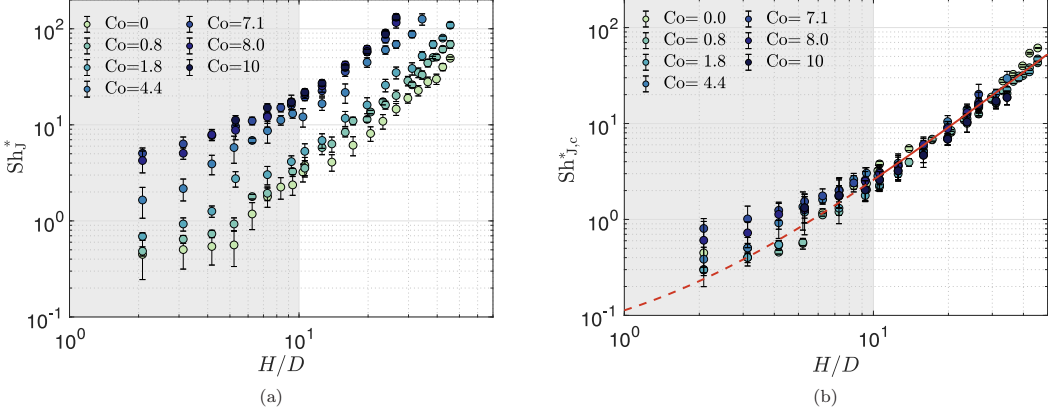 Sh*J
10^2
10^1
10^0
10^-1
Co=0
Co=0.8
Co=1.8
Co=4.4
Co=7.1
Co=8.0
Co=10
10^0
10^1
H/D
(a)
Sh*J,c
10^2
10^1
10^0
10^-1
Co= 0.0
Co= 0.8
Co= 1.8
Co= 4.4
Co= 7.1
Co= 8.0
Co= 10
10^0
10^1
H/D
(b)